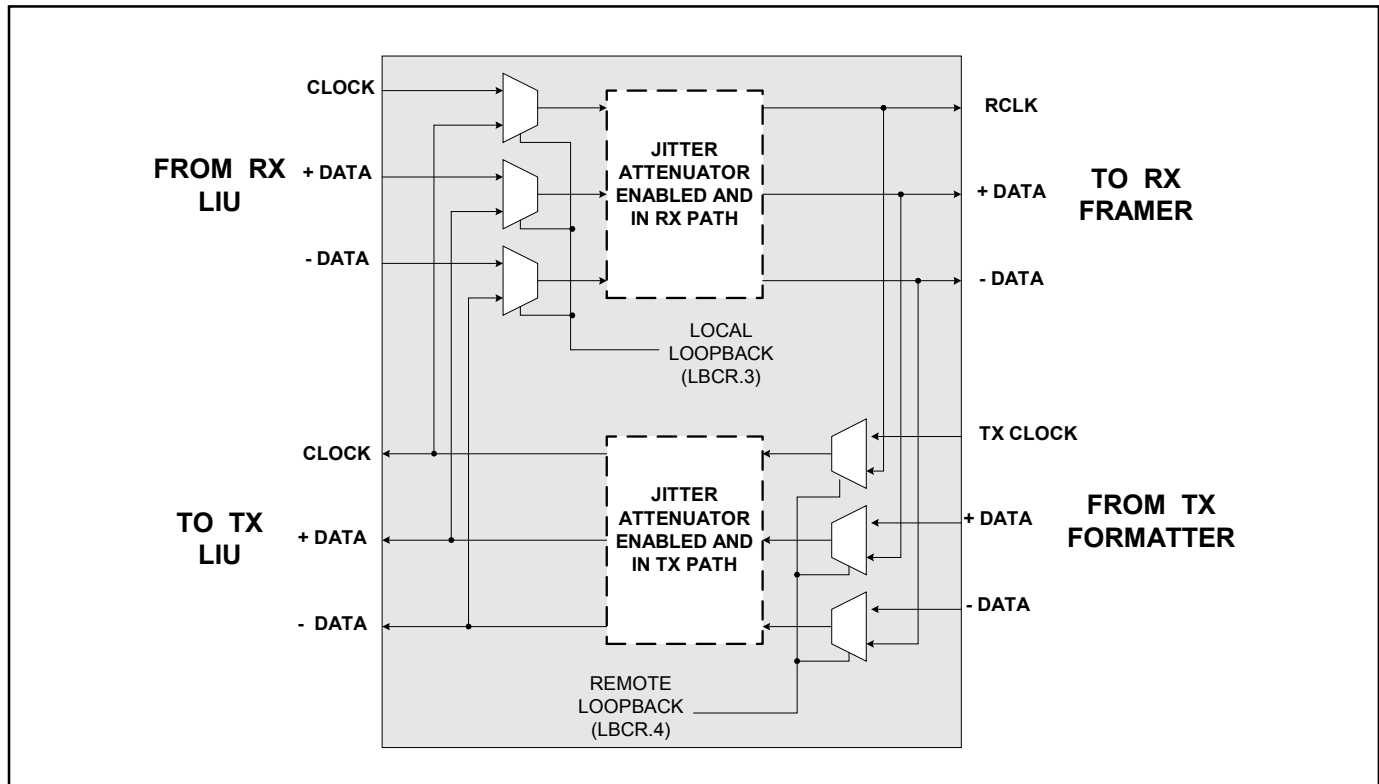 CLOCK
FROM RX
LIU
+ DATA
- DATA
JITTER
ATTENUATOR
ENABLED AND
IN RX PATH
RCLK
+ DATA
TO RX
FRAMER
- DATA
LOCAL
LOOPBACK
(LBCR.3)
CLOCK
TO TX
LIU
+ DATA
- DATA
JITTER
ATTENUATOR
ENABLED AND
IN TX PATH
TX CLOCK
+ DATA
FROM TX
FORMATTER
- DATA
REMOTE
LOOPBACK
(LBCR.4)